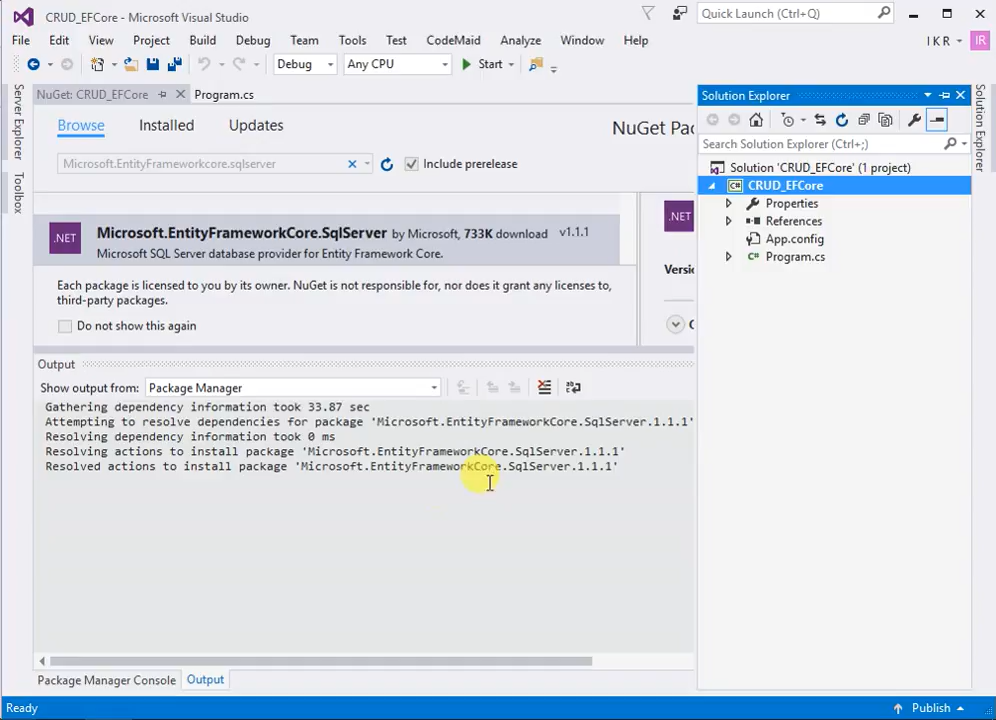 CRUD_EFCore - Microsoft Visual Studio
Quick Launch (Ctrl+Q)
File Edit View Project Build Debug Team Tools Test CodeMaid Analyze Window Help
I K R
IR
Debug Any CPU Start
Server Explorer
Toolbox
NuGet: CRUD_EFCore Program.cs
Browse Installed Updates
NuGet Pac
Microsoft.EntityFrameworkcore.sqlserver
Include prerelease
.NET
Microsoft.EntityFrameworkCore.SqlServer by Microsoft, 733K download v1.1.1
Microsoft SQL Server database provider for Entity Framework Core.
Each package is licensed to you by its owner. NuGet is not responsible for, nor does it grant any licenses to,
third-party packages.
Do not show this again
.NET
Versio
Output
Show output from: Package Manager
Gathering dependency information took 33.87 sec
Attempting to resolve dependencies for package 'Microsoft.EntityFrameworkCore.SqlServer.1.1.1'
Resolving dependency information took 0 ms
Resolving actions to install package 'Microsoft.EntityFrameworkCore.SqlServer.1.1.1'
Resolved actions to install package 'Microsoft.EntityFrameworkCore.SqlServer.1.1.1'
Package Manager Console Output
Solution Explorer
Search Solution Explorer (Ctrl+;)
Solution 'CRUD_EFCore' (1 project)
C# CRUD_EFCore
Properties
References
App.config
C# Program.cs
Solution Explorer
Ready
Publish